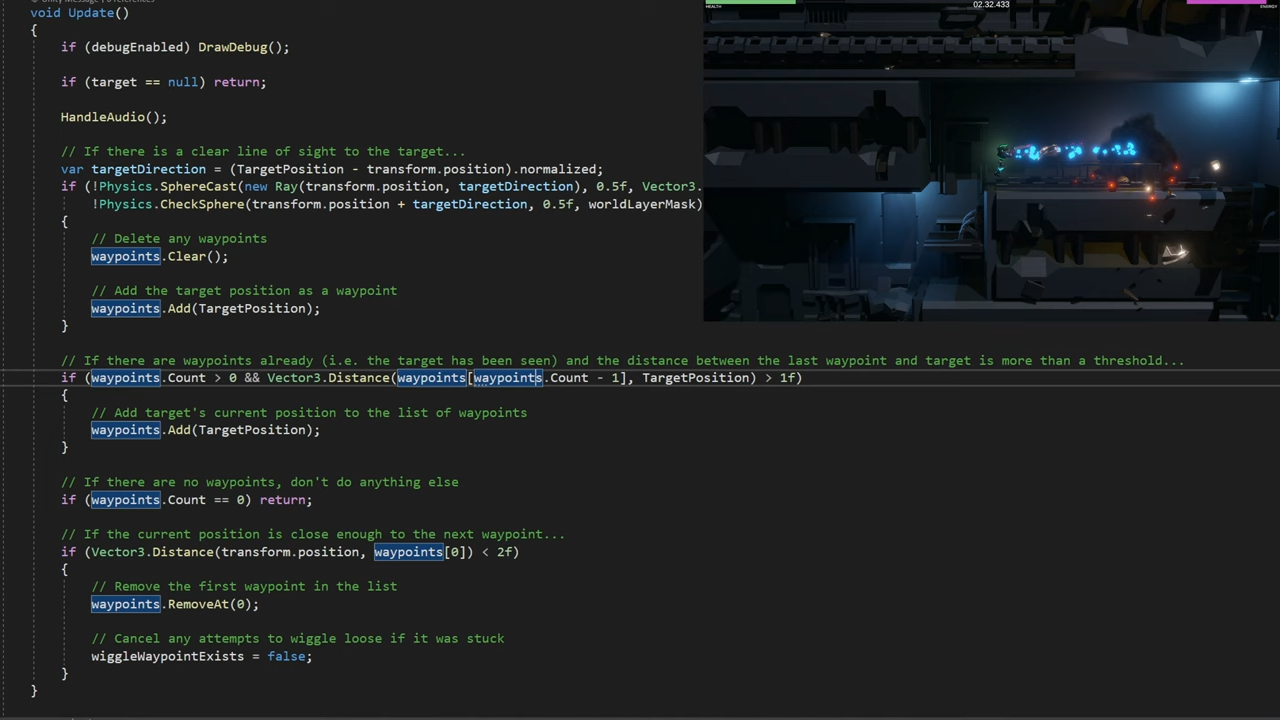 void Update()
{
if (debugEnabled) DrawDebug();
if (target == null) return;
HandleAudio();
// If there is a clear line of sight to the target...
var targetDirection = (TargetPosition - transform.position).normalized;
if (!Physics.SphereCast(new Ray(transform.position, targetDirection), 0.5f, Vector3.
!Physics.CheckSphere(transform.position + targetDirection, 0.5f, worldLayerMask)
{
// Delete any waypoints
waypoints.Clear();
// Add the target position as a waypoint
waypoints.Add(TargetPosition);
}
// If there are waypoints already (i.e. the target has been seen) and the distance between the last waypoint and target is more than a threshold...
if (waypoints.Count > 0 && Vector3.Distance(waypoints[waypoints.Count - 1], TargetPosition) > 1f)
{
// Add target's current position to the list of waypoints
waypoints.Add(TargetPosition);
}
// If there are no waypoints, don't do anything else
if (waypoints.Count == 0) return;
// If the current position is close enough to the next waypoint...
if (Vector3.Distance(transform.position, waypoints[0]) < 2f)
{
// Remove the first waypoint in the list
waypoints.RemoveAt(0);
// Cancel any attempts to wiggle loose if it was stuck
wiggleWaypointExists = false;
}
}
HEALTH
02.32.433
ENERGY